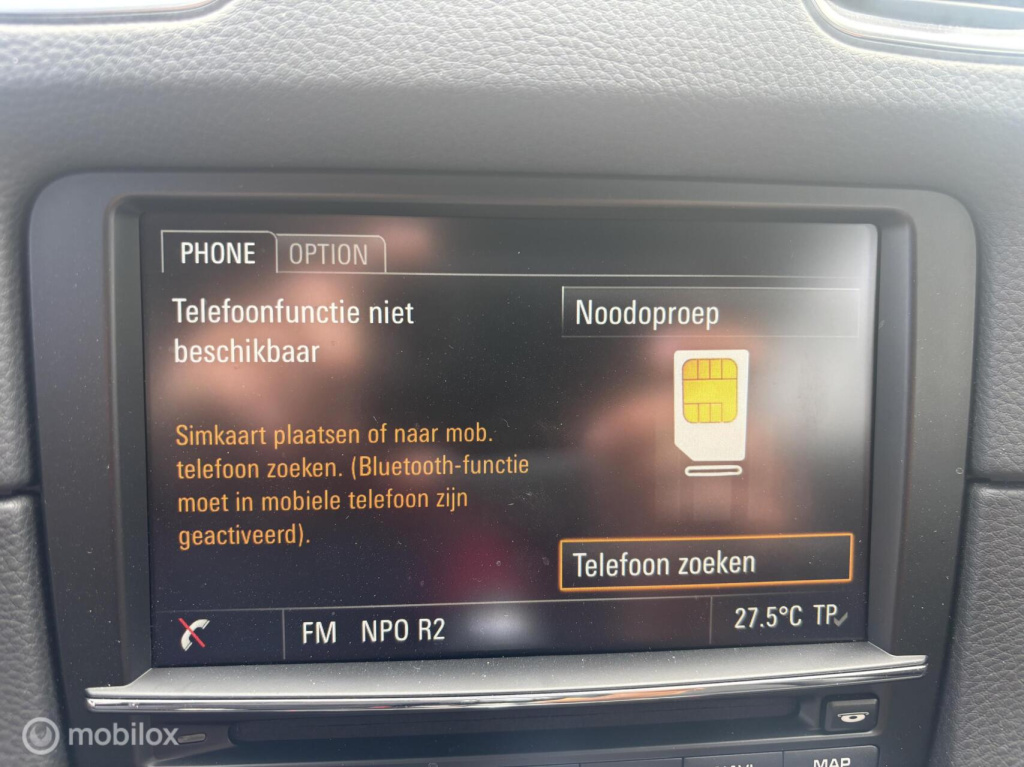 PHONE OPTION
Telefoonfunctie niet
beschikbaar
Noodoproep
Simkaart plaatsen of naar mob.
telefoon zoeken. (Bluetooth-functie
moet in mobiele telefoon zijn
geactiveerd).
Telefoon zoeken
FM NPO R2
27.5°C TP
mobilox
MAP